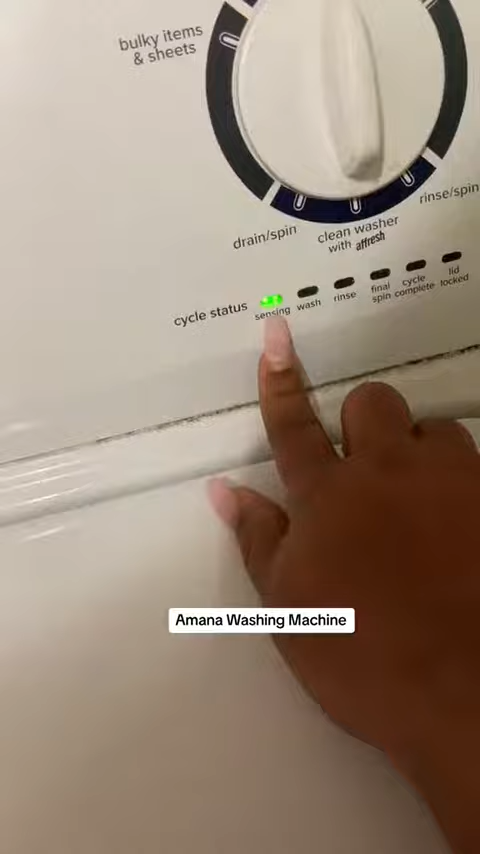 bulky items
& sheets
drain/spin
clean washer
with affresh
rinse/spin
cycle status
sensing
wash
rinse
final
spin
cycle
complete
lid
locked
Amana Washing Machine